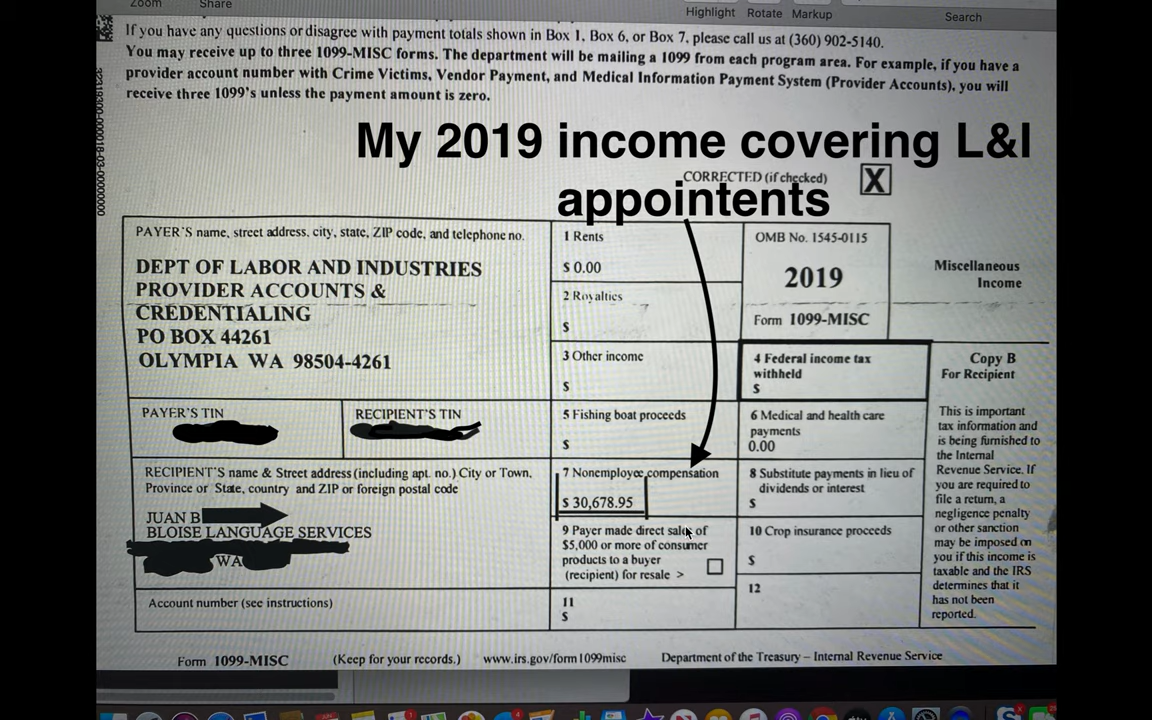 Zoom
Share
Highlight Rotate Markup
Search
If you have any questions or disagree with payment totals shown in Box 1, Box 6, or Box 7, please call us at (360) 902-5140.
You may receive up to three 1099-MISC forms. The department will be mailing a 1099 from each program area. For example, if you have a
provider account number with Crime Victims, Vendor Payment, and Medical Information Payment System (Provider Accounts), you will
receive three 1099's unless the payment amount is zero.
My 2019 income covering L&I
appointents
CORRECTED (if checked)
X
PAYER'S name, street address, city, state, ZIP code, and telephone no.
DEPT OF LABOR AND INDUSTRIES
PROVIDER ACCOUNTS &
CREDENTIALING
PO BOX 44261
OLYMPIA WA 98504-4261
1 Rents
$ 0.00
2 Royalties
$
OMB No. 1545-0115
2019
Form 1099-MISC
Miscellaneous
Income
3 Other income
$
4 Federal income tax
withheld
$
Copy B
For Recipient
PAYER'S TIN
RECIPIENT'S TIN
5 Fishing boat proceeds
$
6 Medical and health care
payments
0.00
This is important
tax information and
is being furnished to
the Internal
Revenue Service. If
you are required to
file a return, a
negligence penalty
or other sanction
may be imposed on
you if this income is
taxable and the IRS
determines that it
has not been
reported.
RECIPIENT'S name & Street address (including apt. no.) City or Town,
Province or State, country and ZIP or foreign postal code
JUAN B
BLOISE LANGUAGE SERVICES
WA
7 Nonemployee compensation
$ 30,678.95
8 Substitute payments in lieu of
dividends or interest
$
9 Payer made direct sales of
$5,000 or more of consumer
products to a buyer
(recipient) for resale >
10 Crop insurance proceeds
$
Account number (see instructions)
11
$
12
Form 1099-MISC
(Keep for your records.)
www.irs.gov/form1099misc
Department of the Treasury – Internal Revenue Service